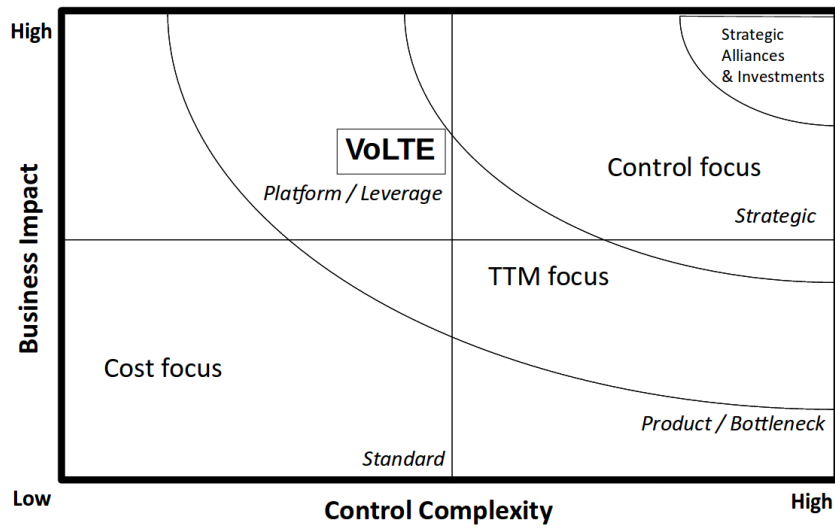 High
Strategic
Alliances
& Investments
VoLTE
Control focus
Platform / Leverage
Strategic
Business Impact
TTM focus
Cost focus
Product / Bottleneck
Standard
Low
Control Complexity
High